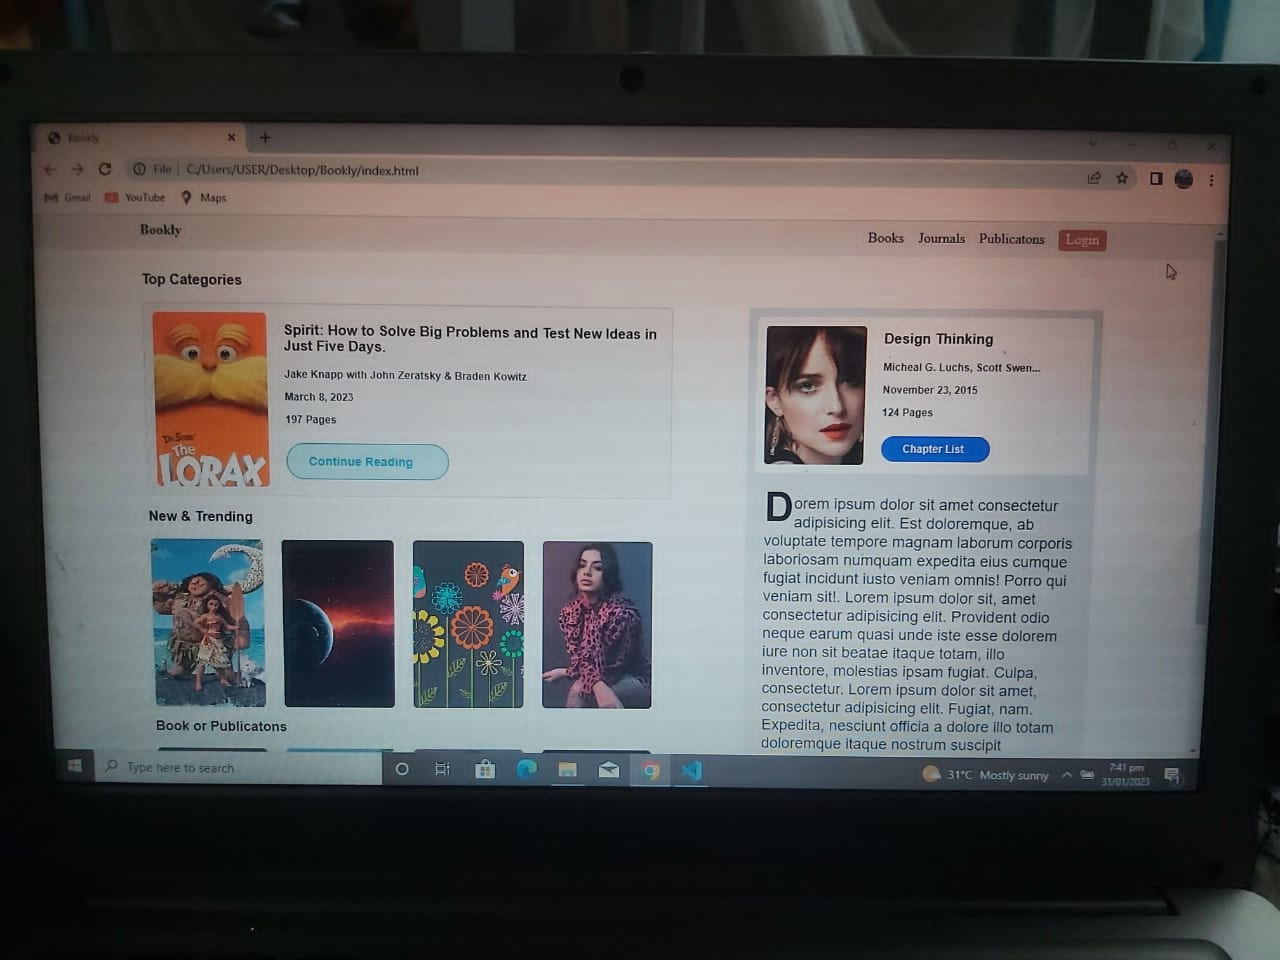 Bookly
File
C:/Users/USER/Desktop/Bookly/index.html
Gmail
YouTube
Maps
Bookly
Books
Journals
Publicatons
Login
Top Categories
Dr. Seuss'
The
LORAX
Spirit: How to Solve Big Problems and Test New Ideas in
Just Five Days.
Jake Knapp with John Zeratsky & Braden Kowitz
March 8, 2023
197 Pages
Continue Reading
New & Trending
Book or Publicatons
Design Thinking
Micheal G. Luchs, Scott Swen...
November 23, 2015
124 Pages
Chapter List
Dorem ipsum dolor sit amet consectetur
adipisicing elit. Est doloremque, ab
voluptate tempore magnam laborum corporis
laboriosam numquam expedita eius cumque
fugiat incidunt iusto veniam omnis! Porro qui
veniam sit!. Lorem ipsum dolor sit, amet
consectetur adipisicing elit. Provident odio
neque earum quasi unde iste esse dolorem
iure non sit beatae itaque totam, illo
inventore, molestias ipsam fugiat. Culpa,
consectetur. Lorem ipsum dolor sit amet,
consectetur adipisicing elit. Fugiat, nam.
Expedita, nesciunt officia a dolore illo totam
doloremque itaque nostrum suscipit
Type here to search
31°C Mostly sunny
7:41 pm
31/01/2023